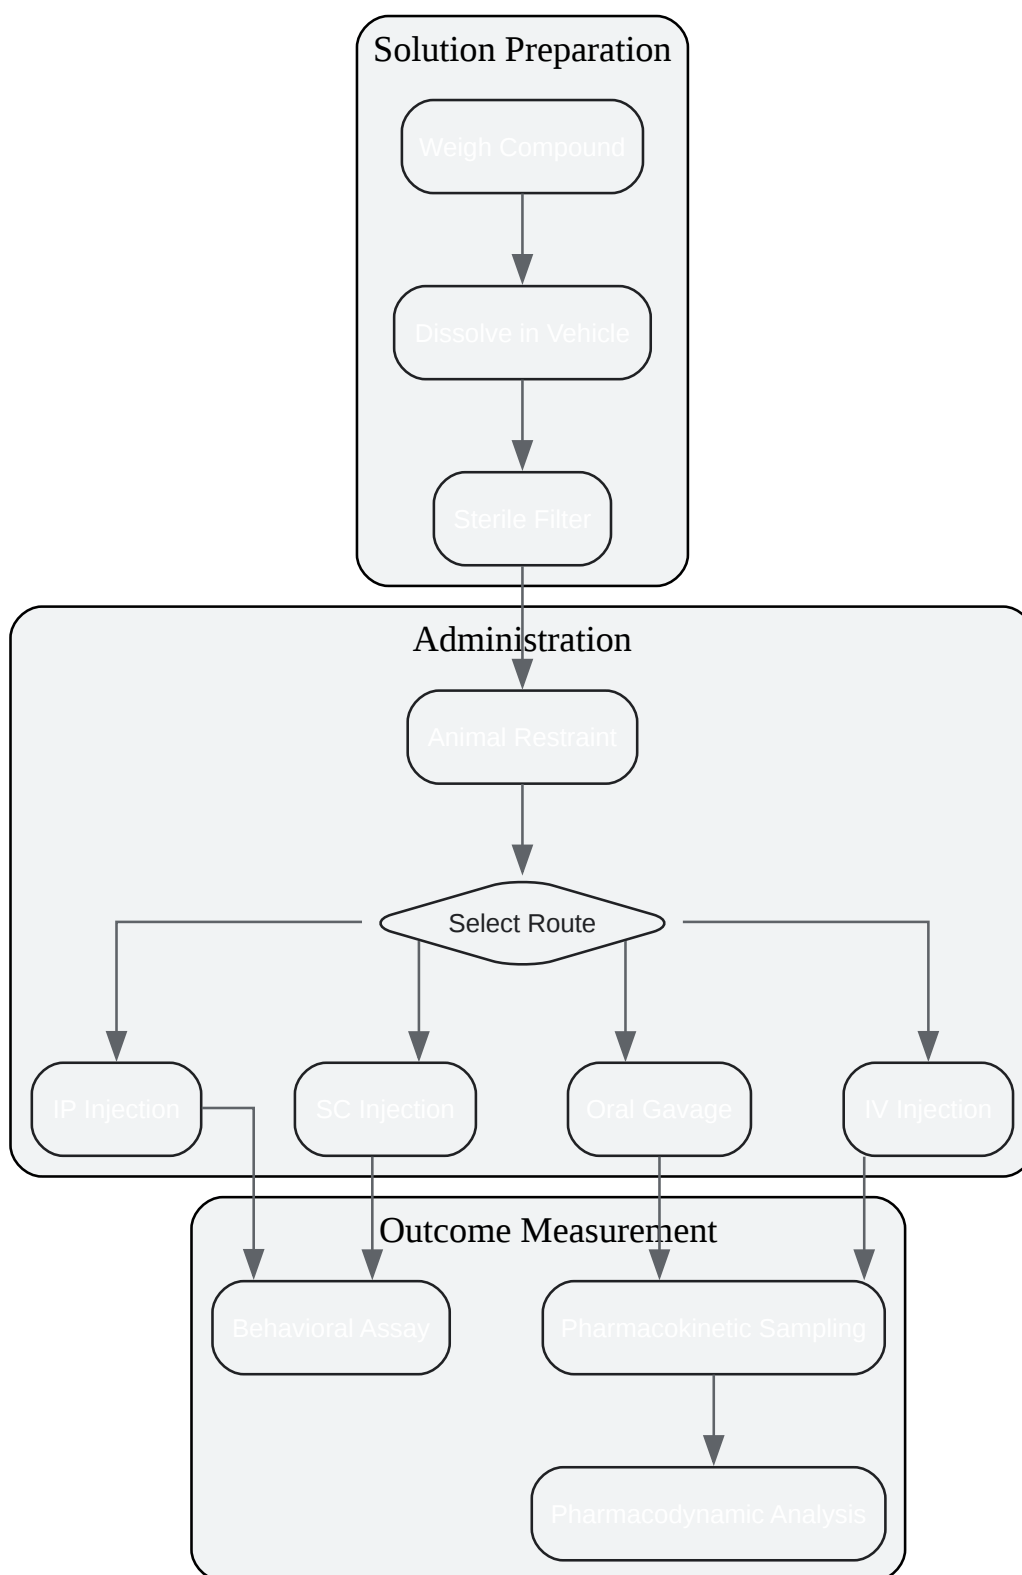 Solution Preparation
Weigh Compound
Dissolve in Vehicle
Sterile Filter
Administration
Animal Restraint
Select Route
IP Injection
SC Injection
Oral Gavage
IV Injection
Outcome Measurement
Behavioral Assay
Pharmacokinetic Sampling
Pharmacodynamic Analysis